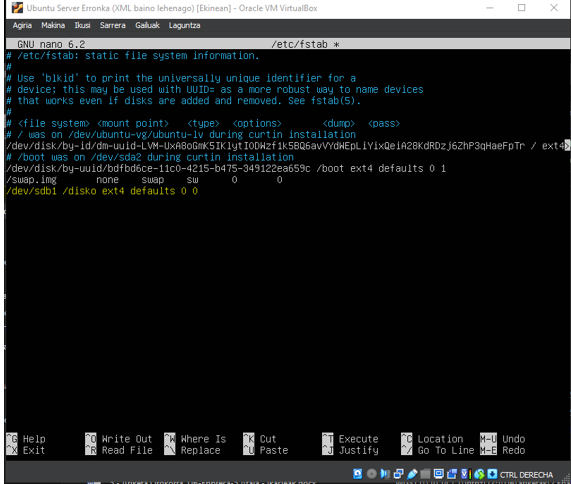 Ubuntu Server Erronka (XML baino lehenago) [Ekinean] - Oracle VM VirtualBox
Agiria Makina Ikusi Sarrera Gailuak Laguntza
GNU nano 6.2 /etc/fstab *
# /etc/fstab: static file system information.
#
# Use 'blkid' to print the universally unique identifier for a
# device; this may be used with UUID= as a more robust way to name devices
# that works even if disks are added and removed. See fstab(5).
#
# <file system> <mount point> <type> <options> <dump> <pass>
# / was on /dev/ubuntu-vg/ubuntu-lv during curtin installation
/dev/disk/by-id/dm-uuid-LVM-UxA8oGmK5IKlytIODWzf1k5BQ6avVYdWEpLiYixQeiA28KdRDzj6ZhP3qHaeFpTr / ext4>
# /boot was on /dev/sda2 during curtin installation
/dev/disk/by-uuid/bdfbd6ce-11c0-4215-b475-349122ea659c /boot ext4 defaults 0 1
/swap.img none swap sw 0 0
/dev/sdb1 /disko ext4 defaults 0 0
^G Help ^O Write Out ^W Where Is ^K Cut ^T Execute ^C Location M-U Undo
^X Exit ^R Read File ^\ Replace ^U Paste ^J Justify ^/ Go To Line M-E Redo
CTRL DERECHA